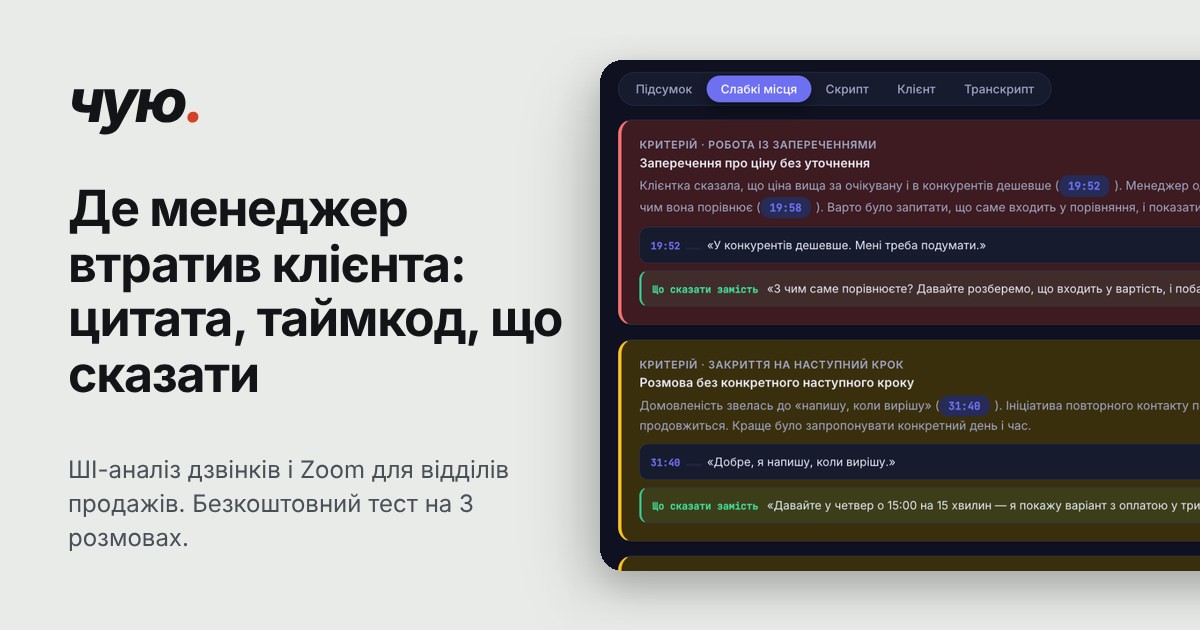 чую.
Де менеджер
втратив клієнта:
цитата, таймкод, що
сказати
ШІ-аналіз дзвінків і Zoom для відділів
продажів. Безкоштовний тест на 3
розмовах.
Підсумок Слабкі місця Скрипт Клієнт Транскрипт
КРИТЕРІЙ · РОБОТА ІЗ ЗАПЕРЕЧЕННЯМИ
Заперечення про ціну без уточнення
Клієнтка сказала, що ціна вища за очікувану і в конкурентів дешевше ( 19:52 ). Менеджер
чим вона порівнює ( 19:58 ). Варто було запитати, що саме входить у порівняння, і показати
19:52 «У конкурентів дешевше. Мені треба подумати.»
Що сказати замість «З чим саме порівнюєте? Давайте розберемо, що входить у вартість, і
КРИТЕРІЙ · ЗАКРИТТЯ НА НАСТУПНИЙ КРОК
Розмова без конкретного наступного кроку
Домовленість звелась до «напишу, коли вирішу» ( 31:40 ). Ініціатива повторного контакту
продовжиться. Краще було запропонувати конкретний день і час.
31:40 «Добре, я напишу, коли вирішу.»
Що сказати замість «Давайте у четвер о 15:00 на 15 хвилин — я покажу варіант з оплатою у